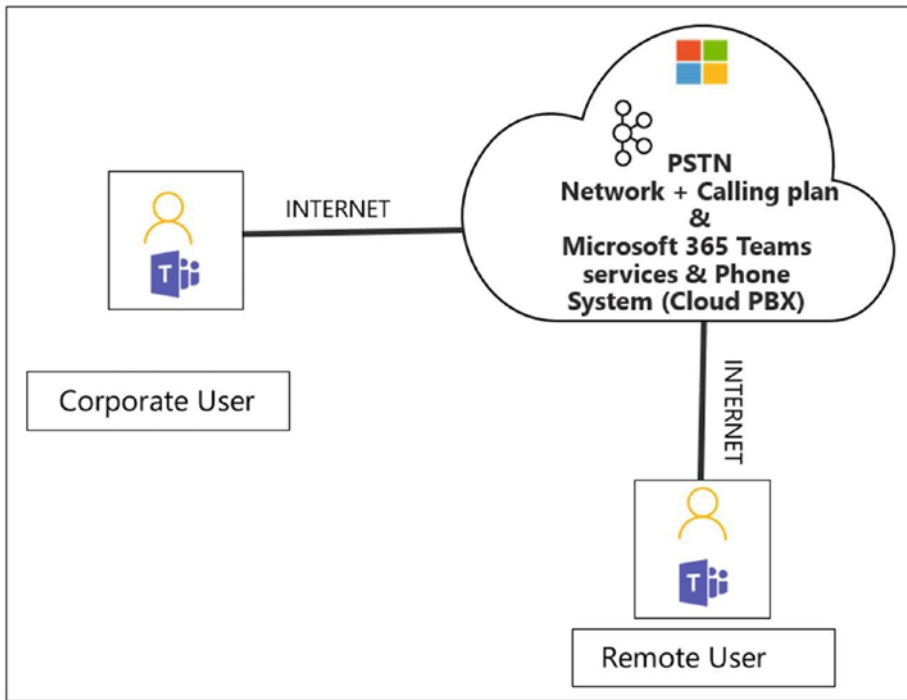 PSTN
Network + Calling plan
&
Microsoft 365 Teams
services & Phone
System (Cloud PBX)
INTERNET
T
Corporate User
INTERNET
T
Remote User